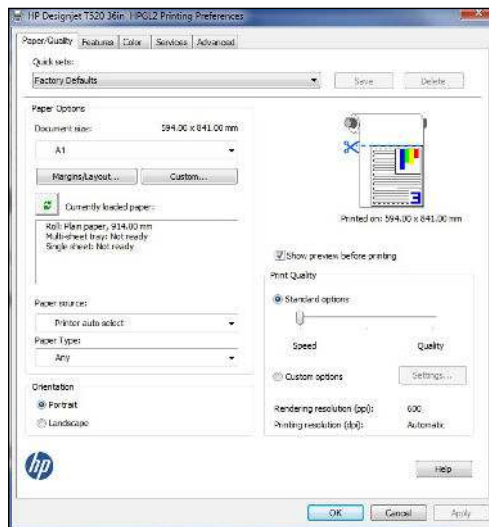 HP Designjet T520 36in HPGL2 Printing Preferences
Paper/Quality Features Color Services Advanced
Quick sets:
Factory Defaults
Save Delete
Paper Options
Document size: 594.00 x 841.00 mm
A1
Margins/Layout... Custom...
Currently loaded paper:
Roll: Plain paper, 914.00 mm
Multi-sheet tray: Not ready
Single sheet: Not ready
Paper source:
Printer auto select
Paper Type:
Any
Orientation
Portrait
Landscape
3
Printed on: 594.00 x 841.00 mm
Show preview before printing
Print Quality
Standard options
Speed Quality
Custom options Settings...
Rendering resolution (ppi): 600
Printing resolution (dpi): Automatic
hp
Help
OK Cancel Apply